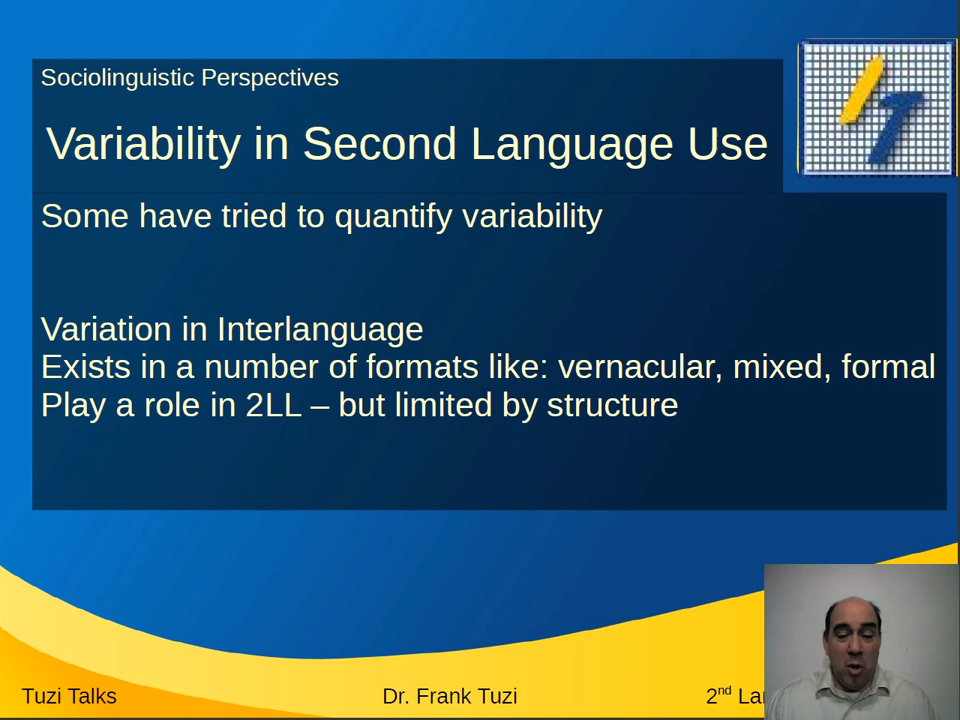 Sociolinguistic Perspectives
Variability in Second Language Use
Some have tried to quantify variability
Variation in Interlanguage
Exists in a number of formats like: vernacular, mixed, formal
Play a role in 2LL – but limited by structure
Tuzi Talks
Dr. Frank Tuzi
2nd